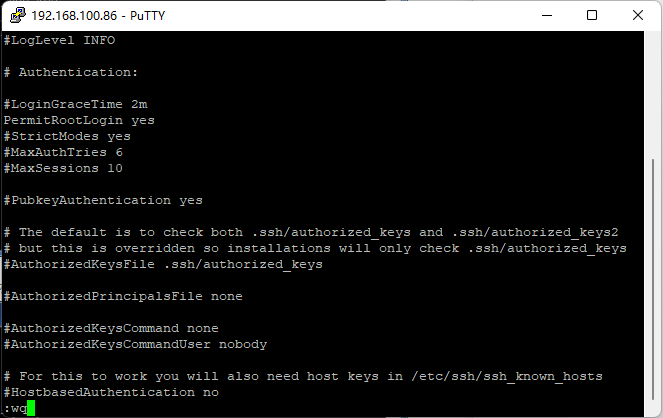 192.168.100.86 - PuTTY
#LogLevel INFO
# Authentication:
#LoginGraceTime 2m
PermitRootLogin yes
#StrictModes yes
#MaxAuthTries 6
#MaxSessions 10
#PubkeyAuthentication yes
# The default is to check both .ssh/authorized_keys and .ssh/authorized_keys2
# but this is overridden so installations will only check .ssh/authorized_keys
#AuthorizedKeysFile .ssh/authorized_keys
#AuthorizedPrincipalsFile none
#AuthorizedKeysCommand none
#AuthorizedKeysCommandUser nobody
# For this to work you will also need host keys in /etc/ssh/ssh_known_hosts
#HostbasedAuthentication no
:wq